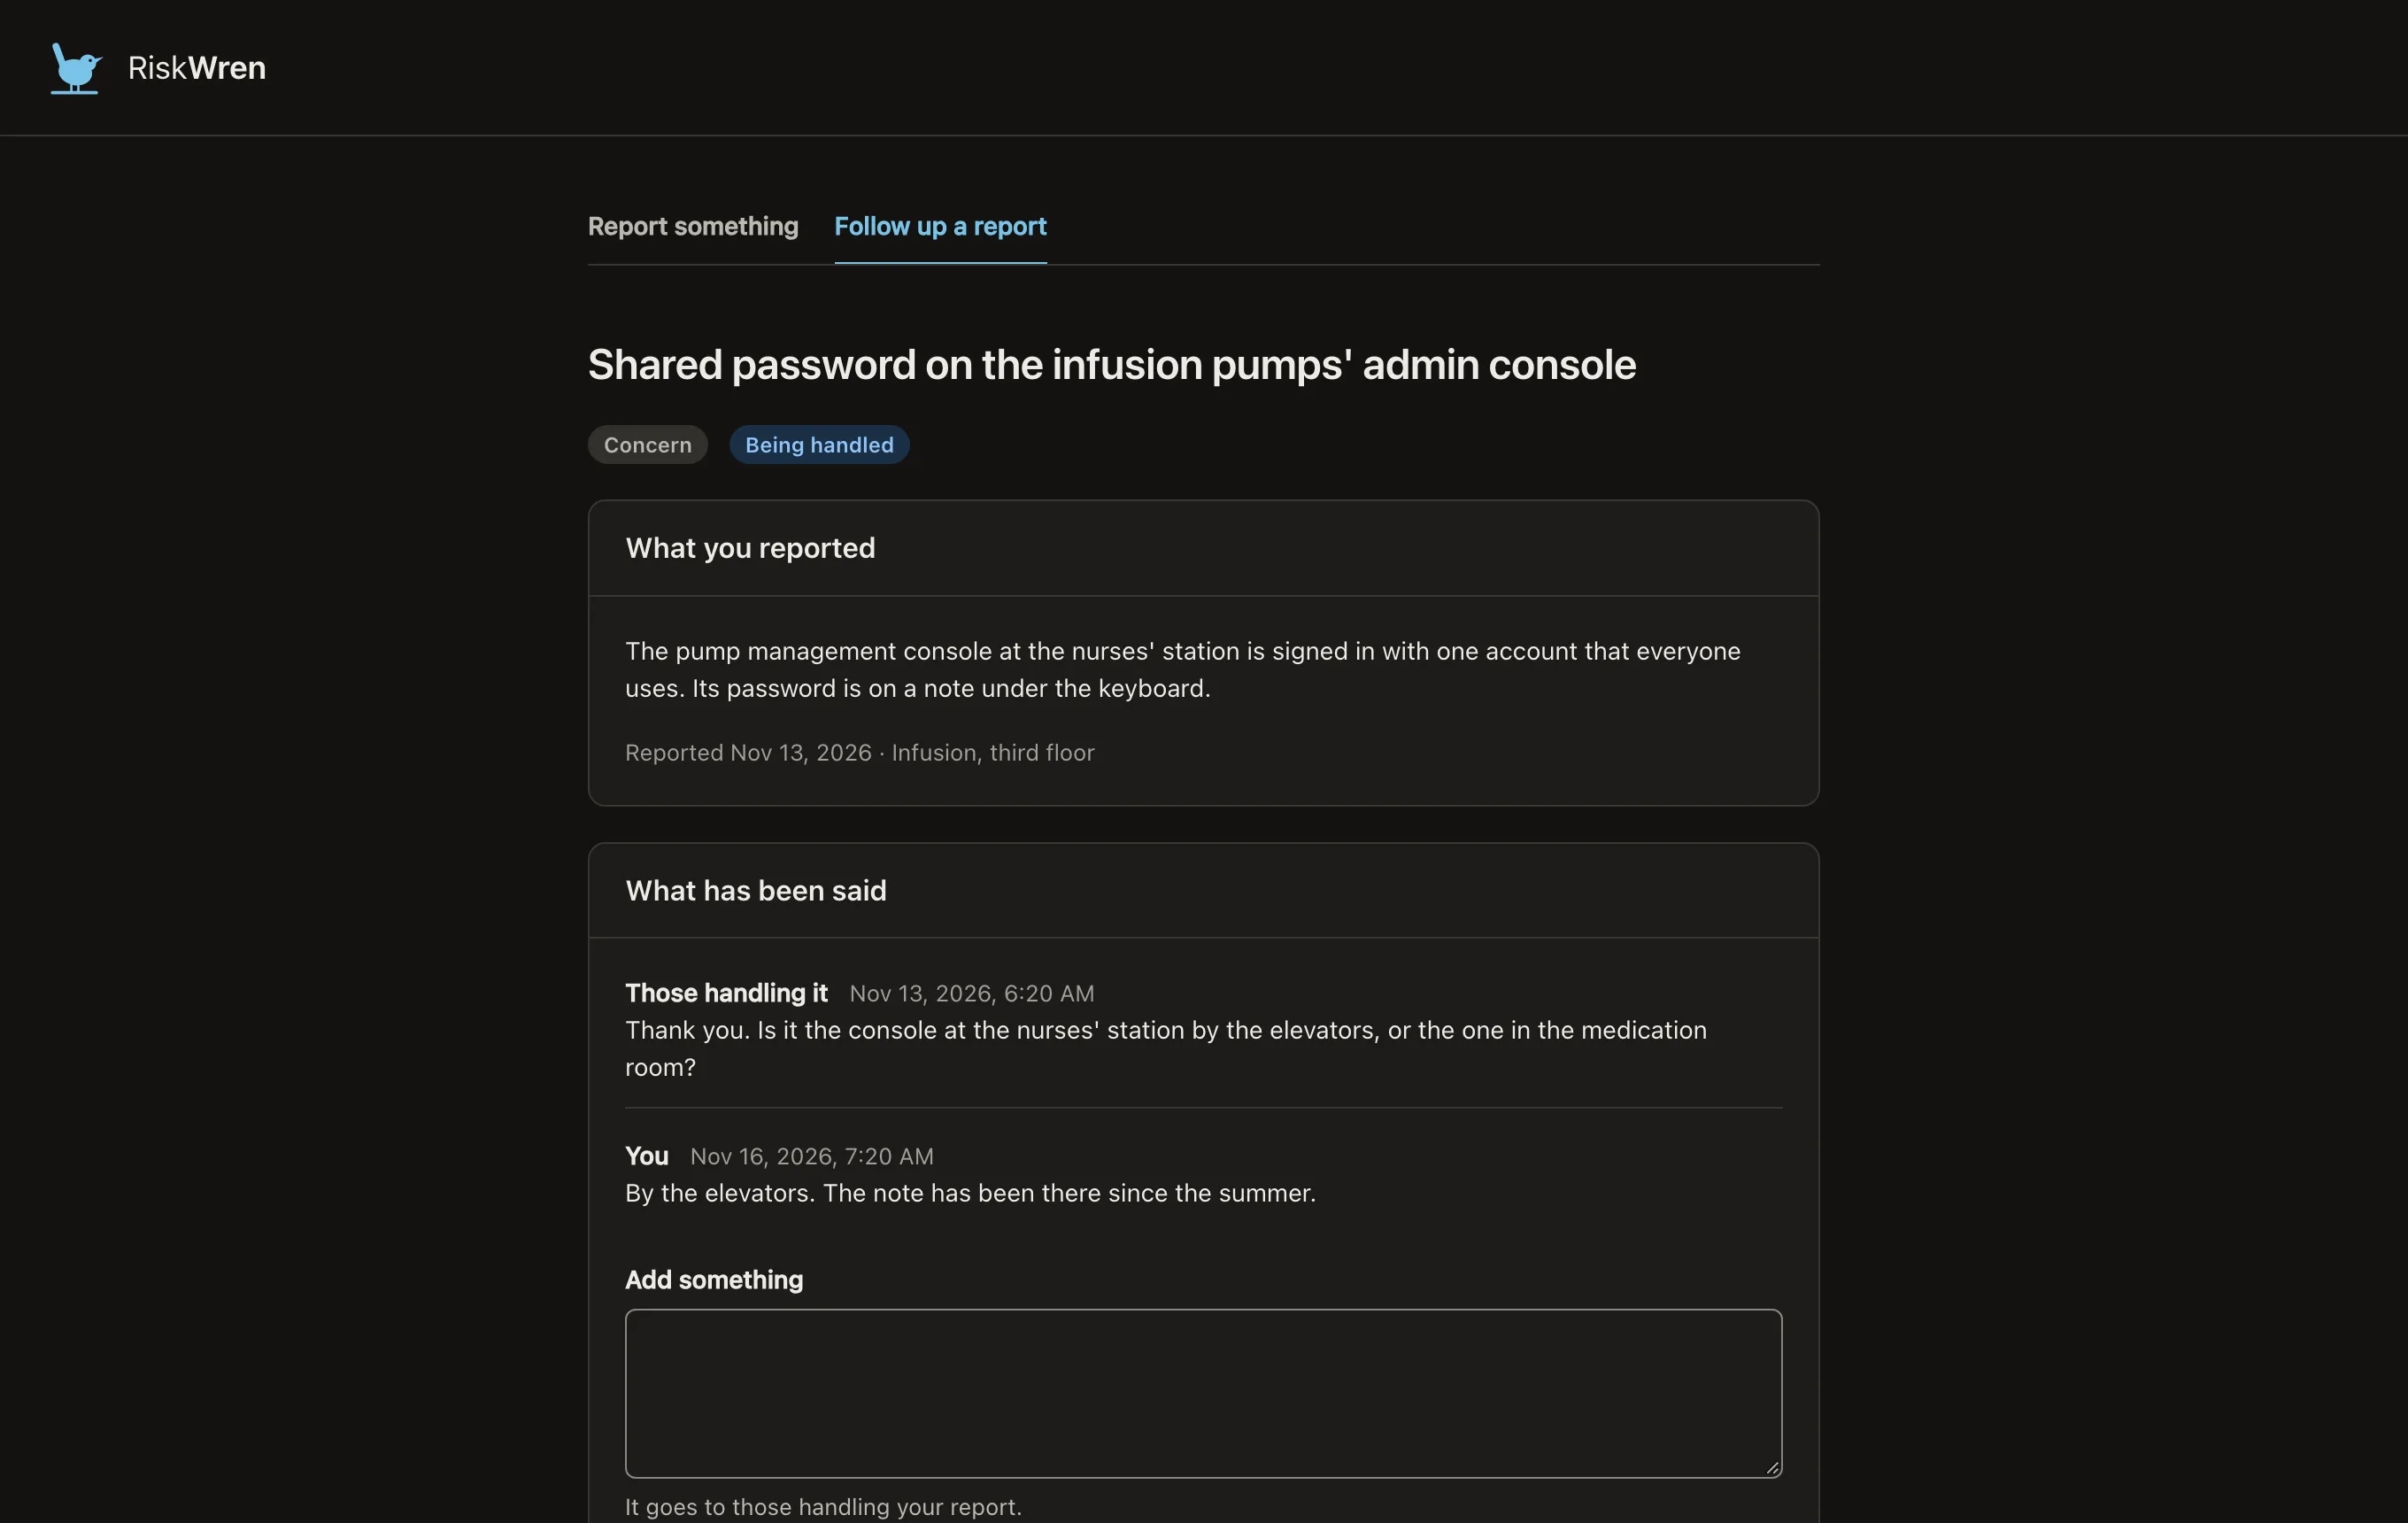 RiskWren
Report something
Follow up a report
Shared password on the infusion pumps' admin console
Concern
Being handled
What you reported
The pump management console at the nurses' station is signed in with one account that everyone
uses. Its password is on a note under the keyboard.
Reported Nov 13, 2026 · Infusion, third floor
What has been said
Those handling it Nov 13, 2026, 6:20 AM
Thank you. Is it the console at the nurses' station by the elevators, or the one in the medication
room?
You Nov 16, 2026, 7:20 AM
By the elevators. The note has been there since the summer.
Add something
It goes to those handling your report.